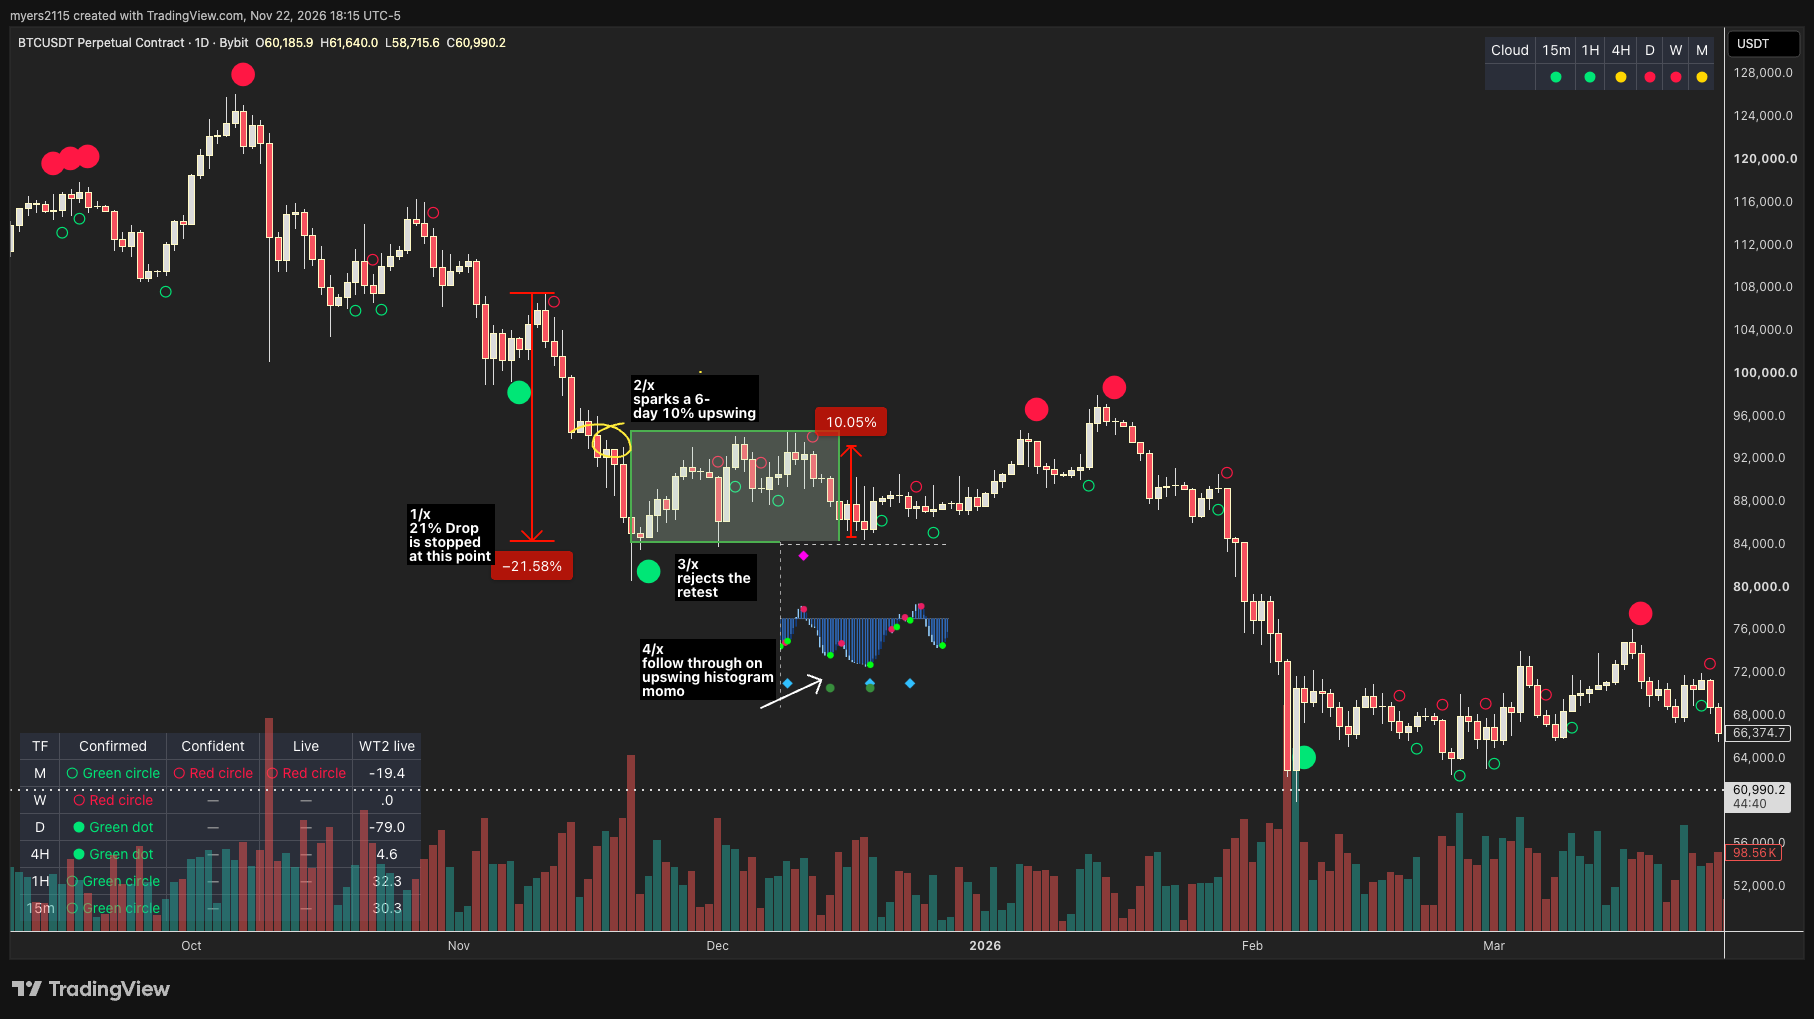 myers2115 created with TradingView.com, Nov 22, 2026 18:15 UTC-5
BTCUSDT Perpetual Contract · 1D · Bybit O60,185.9 H61,640.0 L58,715.6 C60,990.2
Cloud 15m 1H 4H D W M
USDT
128,000.0
124,000.0
120,000.0
116,000.0
112,000.0
108,000.0
104,000.0
100,000.0
96,000.0
92,000.0
88,000.0
84,000.0
80,000.0
76,000.0
72,000.0
68,000.0
66,374.7
64,000.0
60,990.2
44:40
56,000.0
98.56K
52,000.0
2/x
sparks a 6-
day 10% upswing
10.05%
1/x
21% Drop
is stopped
at this point
−21.58%
3/x
rejects the
retest
4/x
follow through on
upswing histogram
momo
TF Confirmed Confident Live WT2 live
M Green circle Red circle Red circle -19.4
W Red circle — — .0
D Green dot — — -79.0
4H Green dot — — 4.6
1H Green circle — — 32.3
15m Green circle — — 30.3
Oct Nov Dec 2026 Feb Mar
TradingView